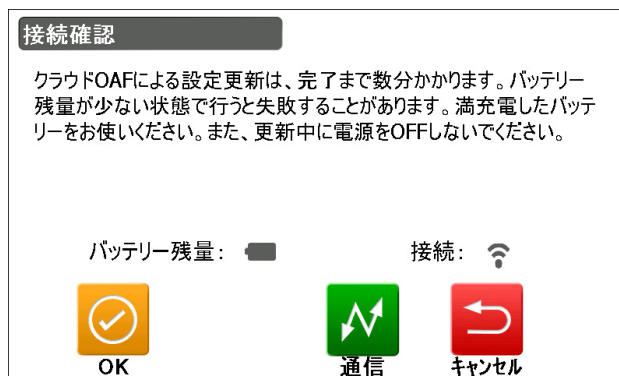 接続確認
クラウドOAFによる設定更新は、完了まで数分かかります。バッテリー
残量が少ない状態で行うと失敗することがあります。満充電したバッテ
リーをお使いください。また、更新中に電源をOFFしないでください。
バッテリー残量： 接続：
OK 通信 キャンセル